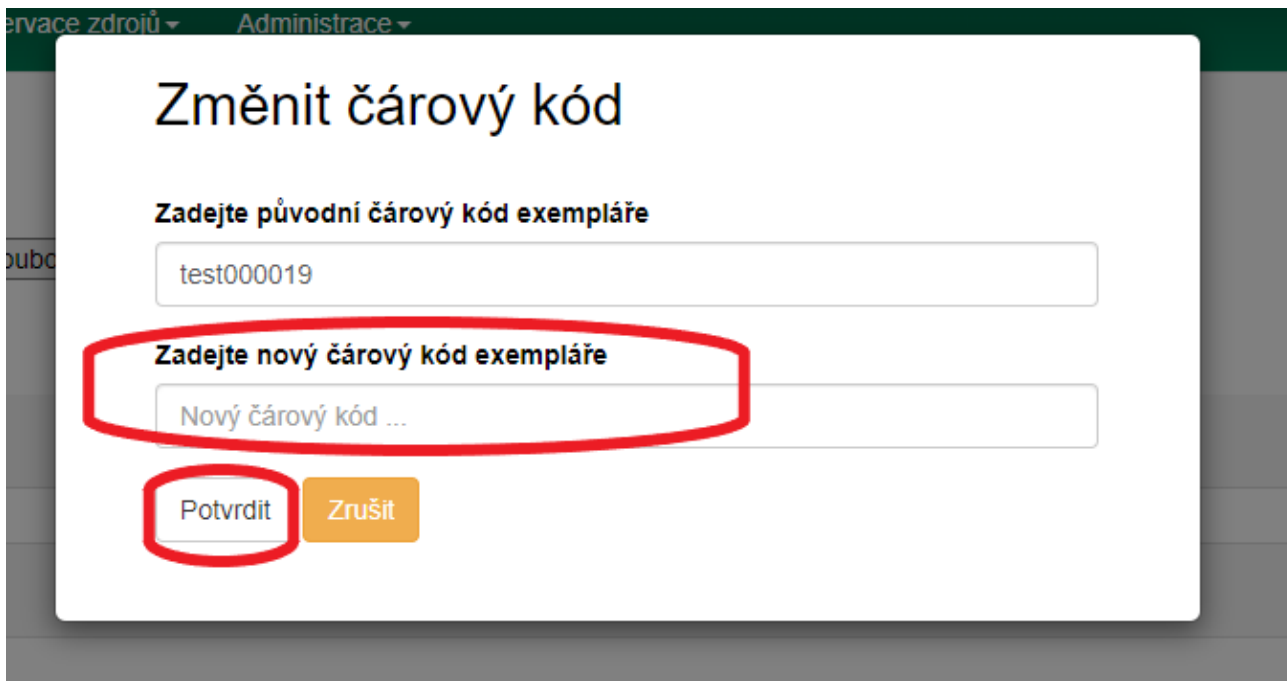 ervace zdrojů Administrace
Změnit čárový kód
Zadejte původní čárový kód exempláře
oubo
test000019
Zadejte nový čárový kód exempláře
Nový čárový kód ...
Potvrdit Zrušit